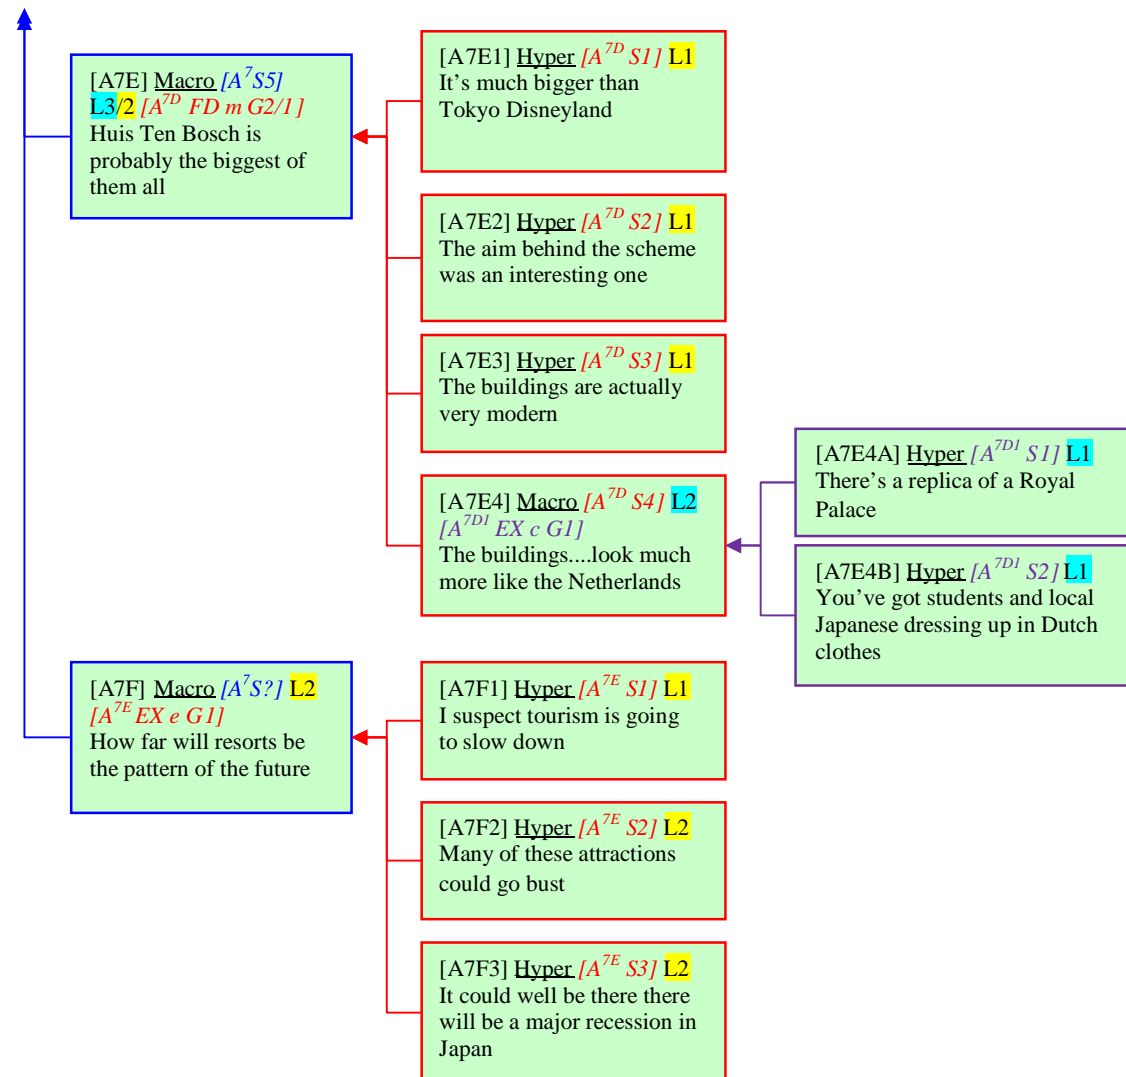 [A7E] Macro [A7S5]
L3/2 [A7D FD m G2/1]
Huis Ten Bosch is
probably the biggest of
them all
[A7E1] Hyper [A7D S1] L1
It's much bigger than
Tokyo Disneyland
[A7E2] Hyper [A7D S2] L1
The aim behind the scheme
was an interesting one
[A7E3] Hyper [A7D S3] L1
The buildings are actually
very modern
[A7E4] Macro [A7D S4] L2
[A7D1 EX c G1]
The buildings....look much
more like the Netherlands
[A7E4A] Hyper [A7D1 S1] L1
There's a replica of a Royal
Palace
[A7E4B] Hyper [A7D1 S2] L1
You've got students and local
Japanese dressing up in Dutch
clothes
[A7F] Macro [A7S?] L2
[A7E EX e G1]
How far will resorts be
the pattern of the future
[A7F1] Hyper [A7E S1] L1
I suspect tourism is going
to slow down
[A7F2] Hyper [A7E S2] L2
Many of these attractions
could go bust
[A7F3] Hyper [A7E S3] L2
It could well be there there
will be a major recession in
Japan